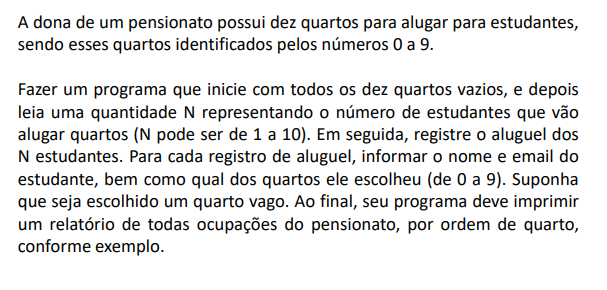 A dona de um pensionato possui dez quartos para alugar para estudantes,
sendo esses quartos identificados pelos números 0 a 9.
Fazer um programa que inicie com todos os dez quartos vazios, e depois
leia uma quantidade N representando o número de estudantes que vão
alugar quartos (N pode ser de 1 a 10). Em seguida, registre o aluguel dos
N estudantes. Para cada registro de aluguel, informar o nome e email do
estudante, bem como qual dos quartos ele escolheu (de 0 a 9). Suponha
que seja escolhido um quarto vago. Ao final, seu programa deve imprimir
um relatório de todas ocupações do pensionato, por ordem de quarto,
conforme exemplo.